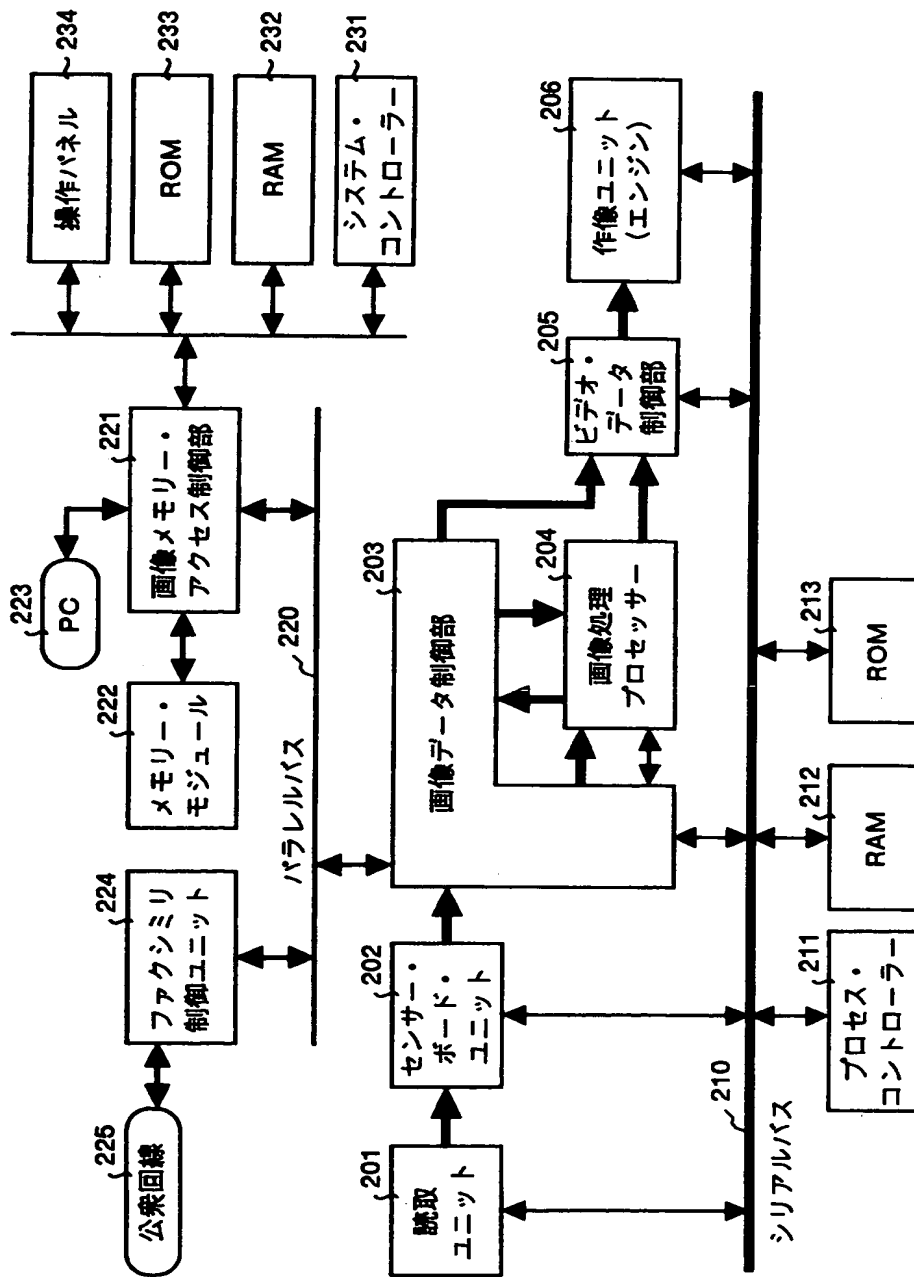 公衆回線
225
ファクシミリ
制御ユニット
224
メモリー・
モジュール
222
PC
223
画像メモリー・
アクセス制御部
221
操作パネル
234
ROM
233
RAM
232
システム・
コントローラー
231
パラレルバス
220
読取
ユニット
201
センサー・
ボード・
ユニット
202
画像データ制御部
203
画像処理
プロセッサー
204
ビデオ・
データ
制御部
205
作像ユニット
(エンジン)
206
シリアルバス
210
プロセス・
コントローラー
211
RAM
212
ROM
213